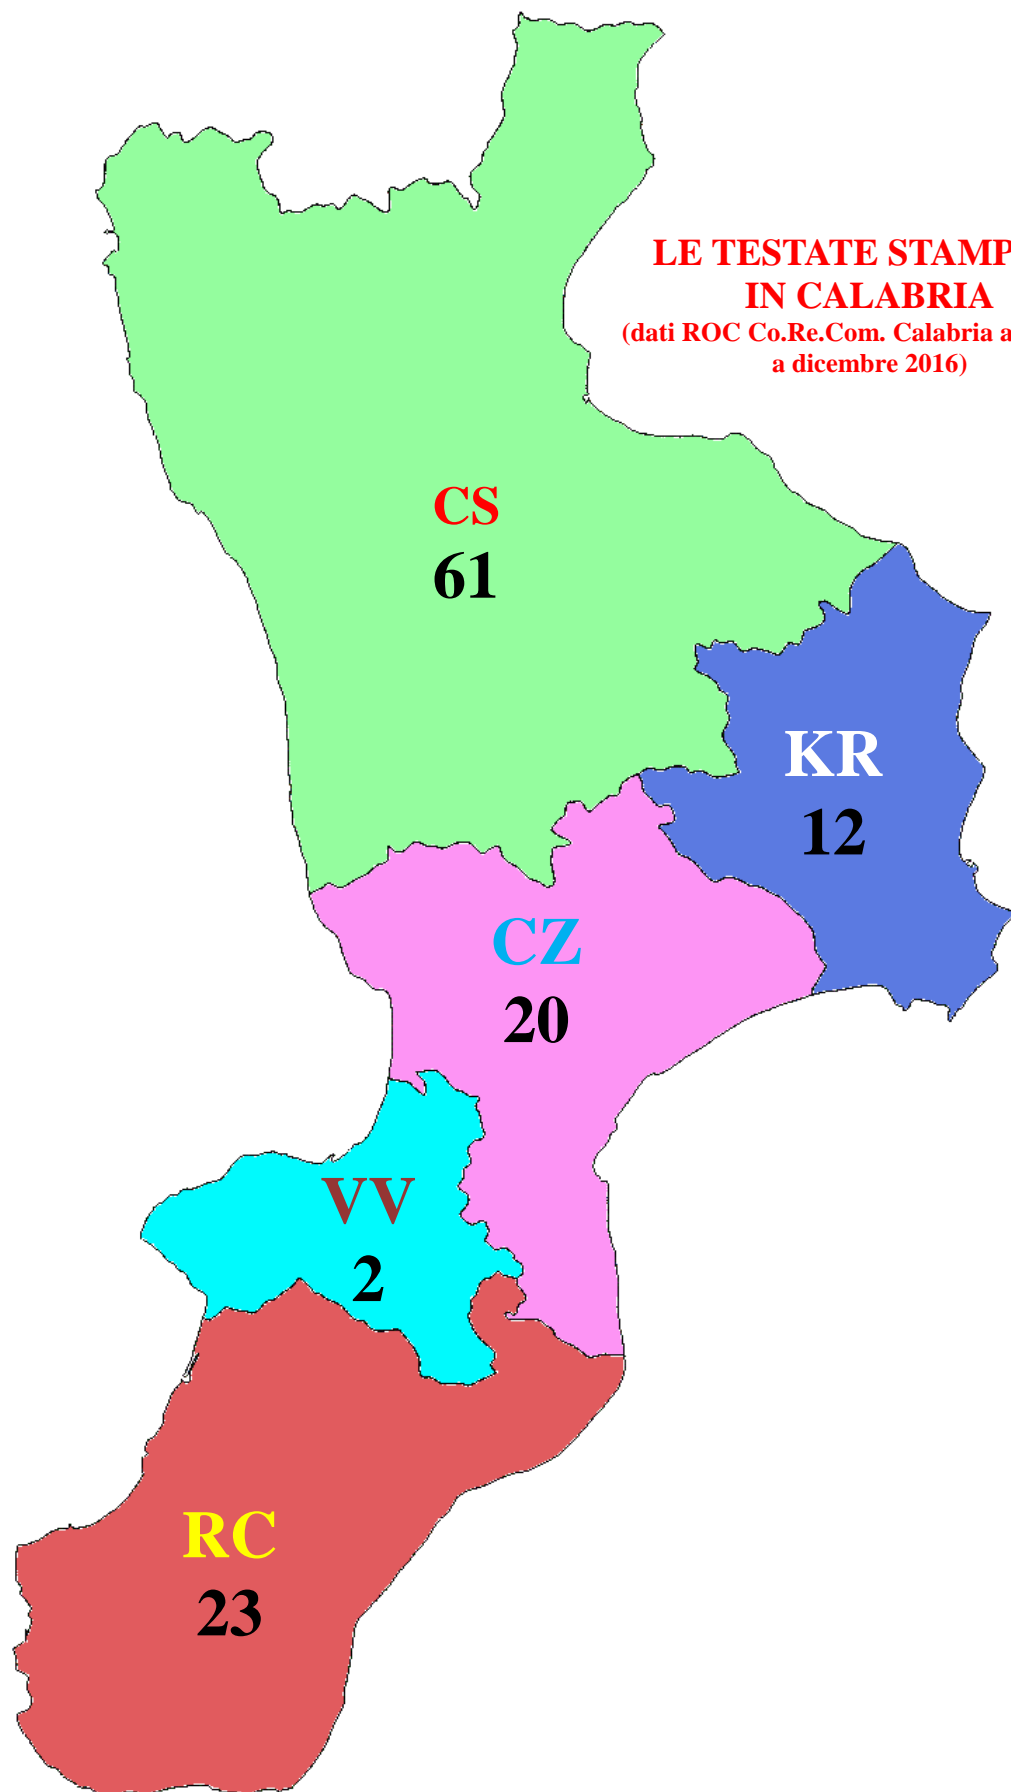 LE TESTATE STAMP
IN CALABRIA
(dati ROC Co.Re.Com. Calabria a
a dicembre 2016)
CS
61
KR
12
CZ
20
VV
2
RC
23